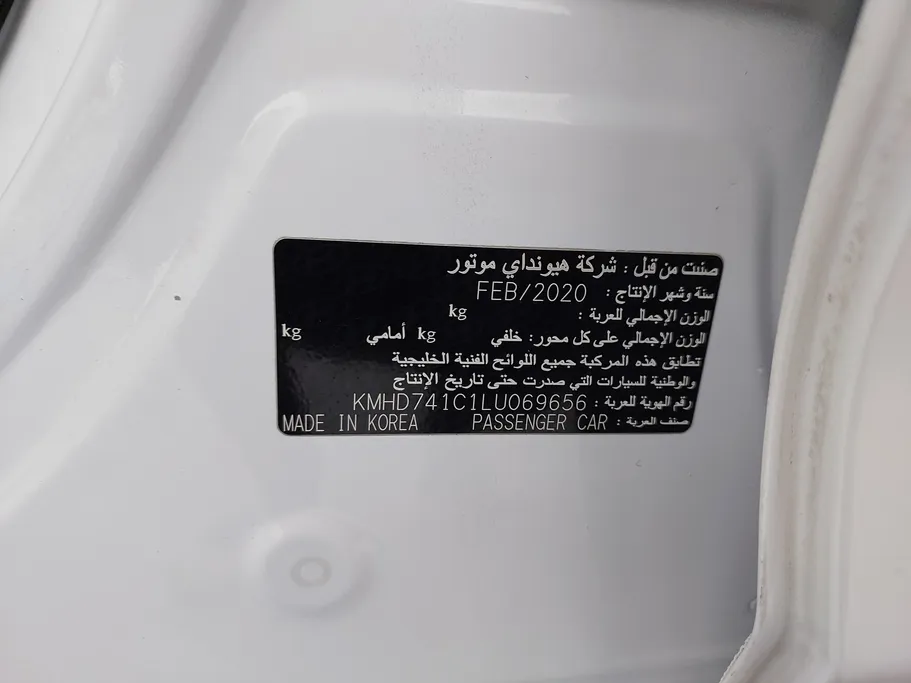 صنعت من قبل : شركة هيونداي موتور
سنة وشهر الإنتاج : FEB/2020
الوزن الإجمالي للعربة : kg
الوزن الإجمالي على كل محور: خلفي kg أمامي kg
تطابق هذه المركبة جميع اللوائح الفنية الخليجية
والوطنية للسيارات التي صدرت حتى تاريخ الإنتاج
رقم الهوية للعربة : KMHD741C1LU069656
صنف العربة : PASSENGER CAR MADE IN KOREA